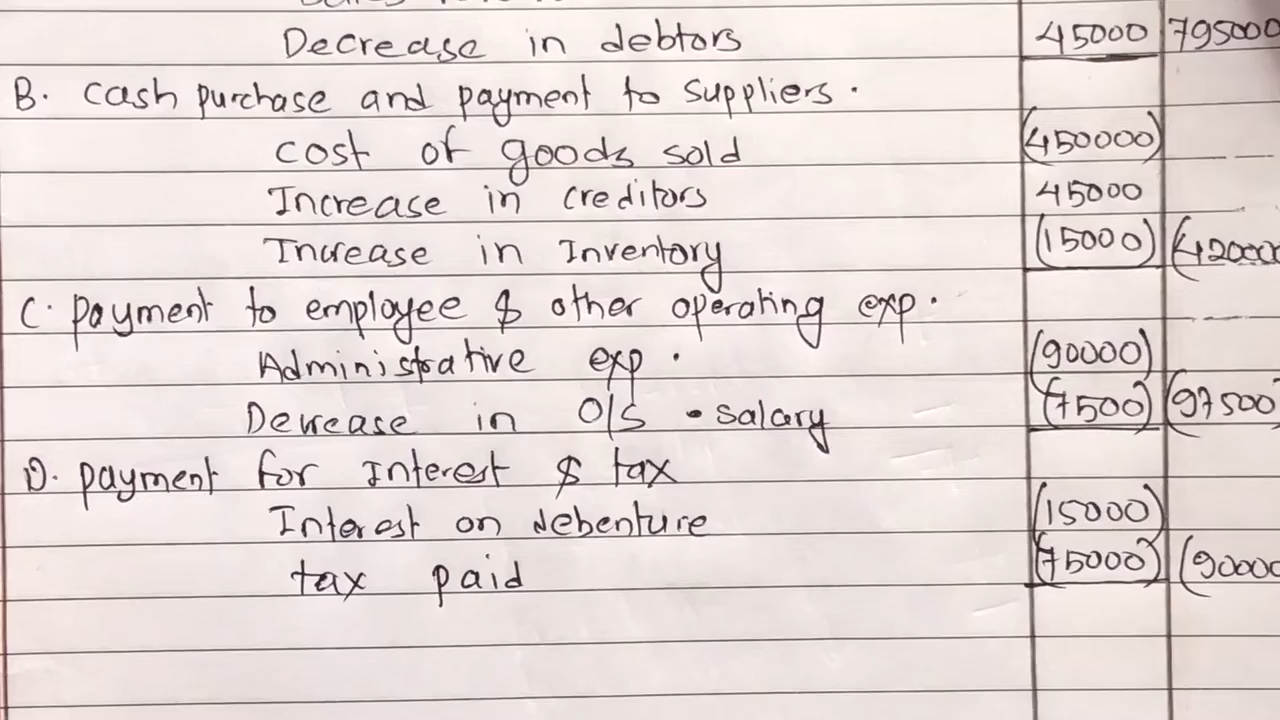 Decrease in debtors 45000 795000
B. Cash purchase and payment to suppliers.
Cost of goods sold (450000)
Increase in creditors 45000
Increase in Inventory (15000) (420000
C. payment to employee $ other operating exp.
Administrative exp. (90000)
Decrease in O/S salary (7500) (97500)
D. payment for Interest $ tax
Interest on debenture (15000)
tax paid (75000) (90000